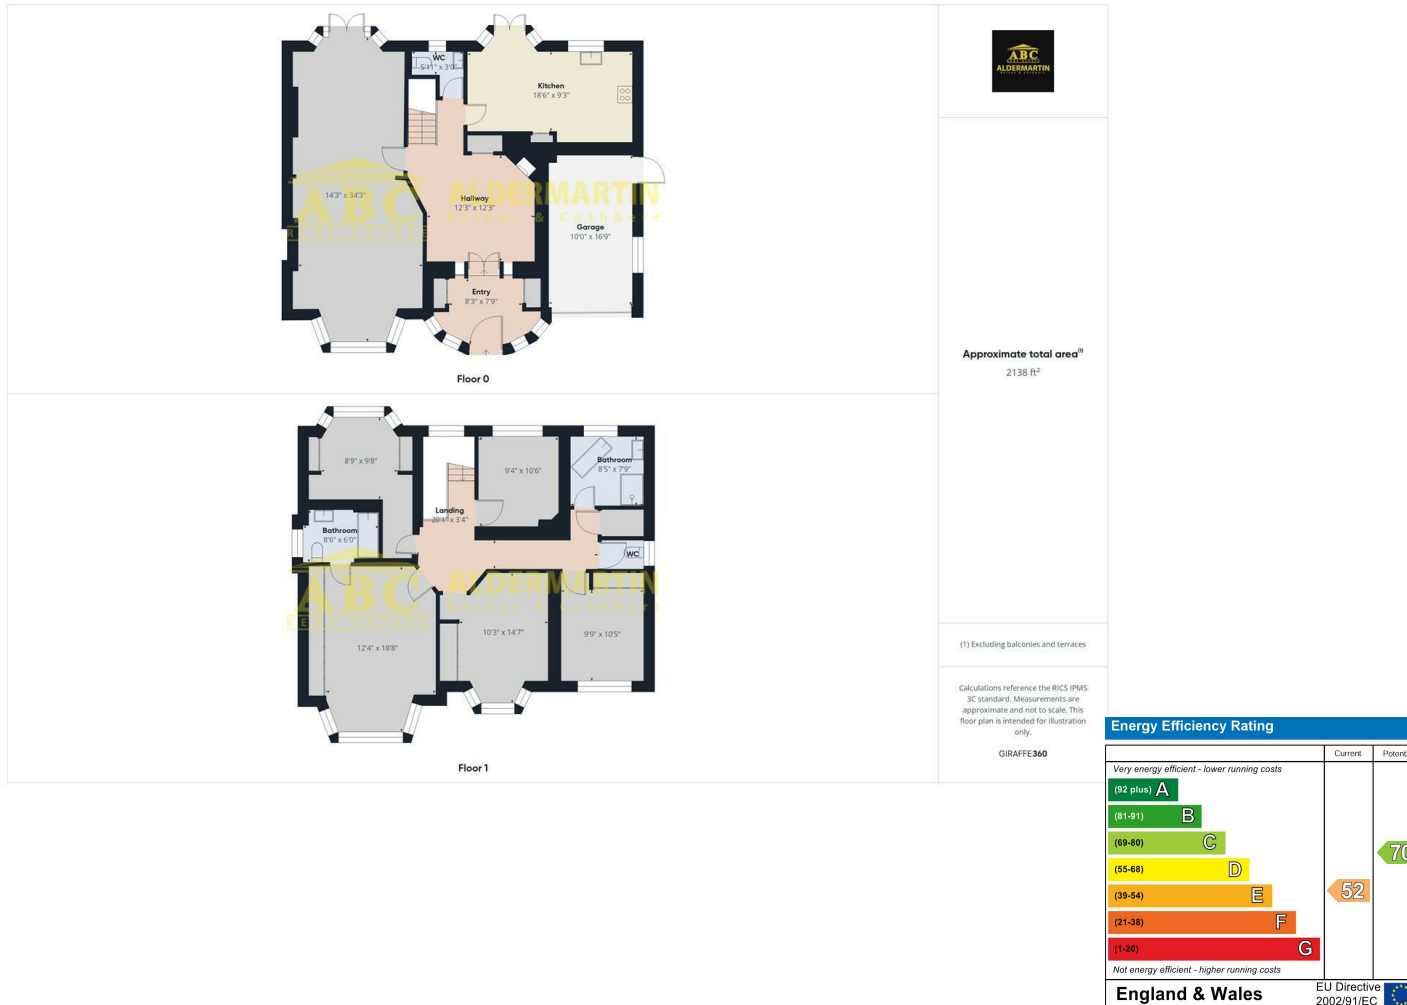 WC
5'11" x 3'0"
Kitchen
18'6" x 9'3"
14'3" x 34'3"
Hallway
12'3" x 12'3"
Garage
10'0" x 16'9"
Entry
8'3" x 7'9"
Floor 0
ABC
ALDERMARTIN
Approximate total area(1)
2138 ft²
8'9" x 9'8"
9'4" x 10'6"
Bathroom
8'5" x 7'9"
Landing
20'1" x 3'4"
Bathroom
8'6" x 6'0"
WC
ABC
ALDERMARTIN
12'4" x 18'8"
10'3" x 14'7"
9'9" x 10'5"
Floor 1
(1) Excluding balconies and terraces
Calculations reference the RICS IPMS
3C standard. Measurements are
approximate and not to scale. This
floor plan is intended for illustration
only.
GIRAFFE360
Energy Efficiency Rating
Current
Very energy efficient - lower running costs
(92 plus) A
(81-91) B
(69-80) C
70
(55-68) D
(39-54) E
52
(21-38) F
(1-20) G
Not energy efficient - higher running costs
England & Wales
EU Directive
2002/91/EC